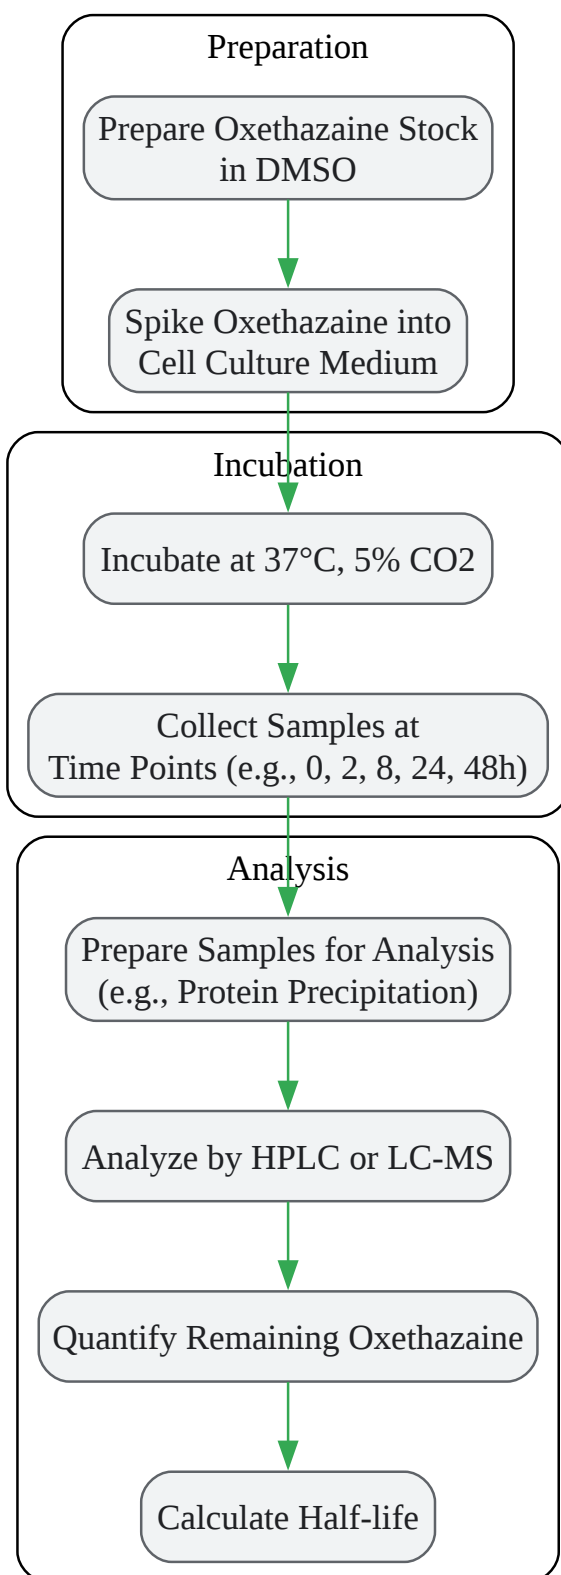 Preparation
Prepare Oxethazaine Stock
in DMSO
Spike Oxethazaine into
Cell Culture Medium
Incubation
Incubate at 37°C, 5% CO2
Collect Samples at
Time Points (e.g., 0, 2, 8, 24, 48h)
Analysis
Prepare Samples for Analysis
(e.g., Protein Precipitation)
Analyze by HPLC or LC-MS
Quantify Remaining Oxethazaine
Calculate Half-life